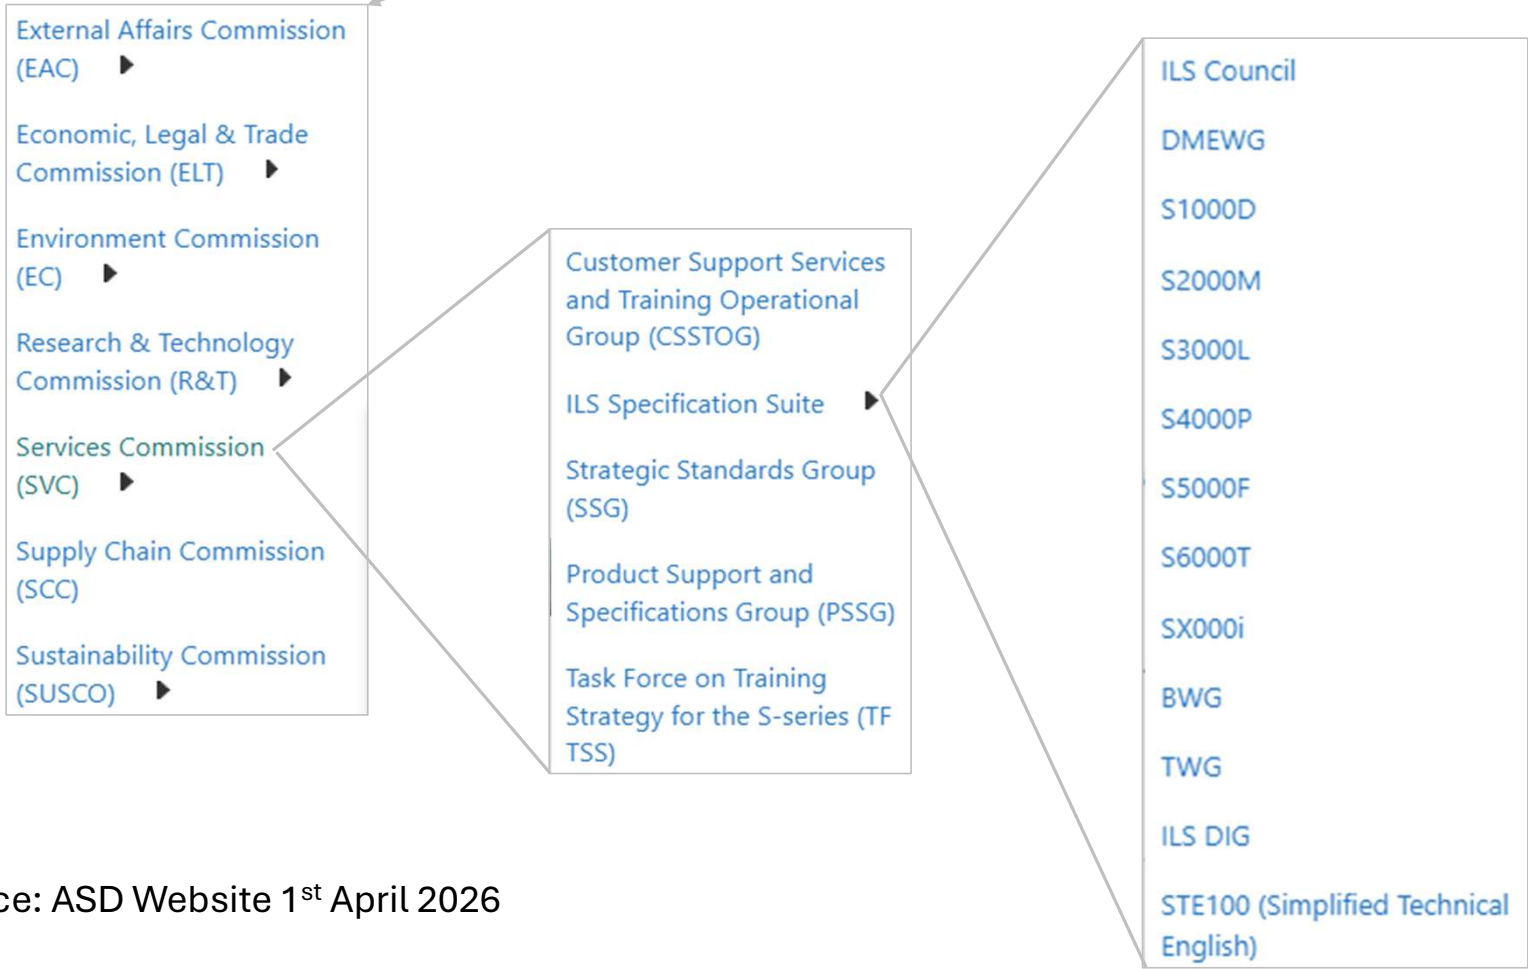 External Affairs Commission
(EAC)
Economic, Legal & Trade
Commission (ELT)
Environment Commission
(EC)
Research & Technology
Commission (R&T)
Services Commission
(SVC)
Supply Chain Commission
(SCC)
Sustainability Commission
(SUSCO)
Customer Support Services
and Training Operational
Group (CSSTOG)
ILS Specification Suite
Strategic Standards Group
(SSG)
Product Support and
Specifications Group (PSSG)
Task Force on Training
Strategy for the S-series (TF
TSS)
ILS Council
DMEWG
S1000D
S2000M
S3000L
S4000P
S5000F
S6000T
SX000i
BWG
TWG
ILS DIG
STE100 (Simplified Technical
English)
ce: ASD Website 1st April 2026